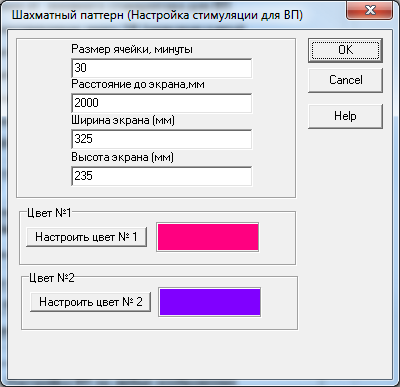 Шахматный паттерн (Настройка стимуляции для ВП)
Размер ячейки, минуты
30
Расстояние до экрана,мм
2000
Ширина экрана (мм)
325
Высота экрана (мм)
235
OK
Cancel
Help
Цвет №1
Настроить цвет № 1
Цвет №2
Настроить цвет № 2